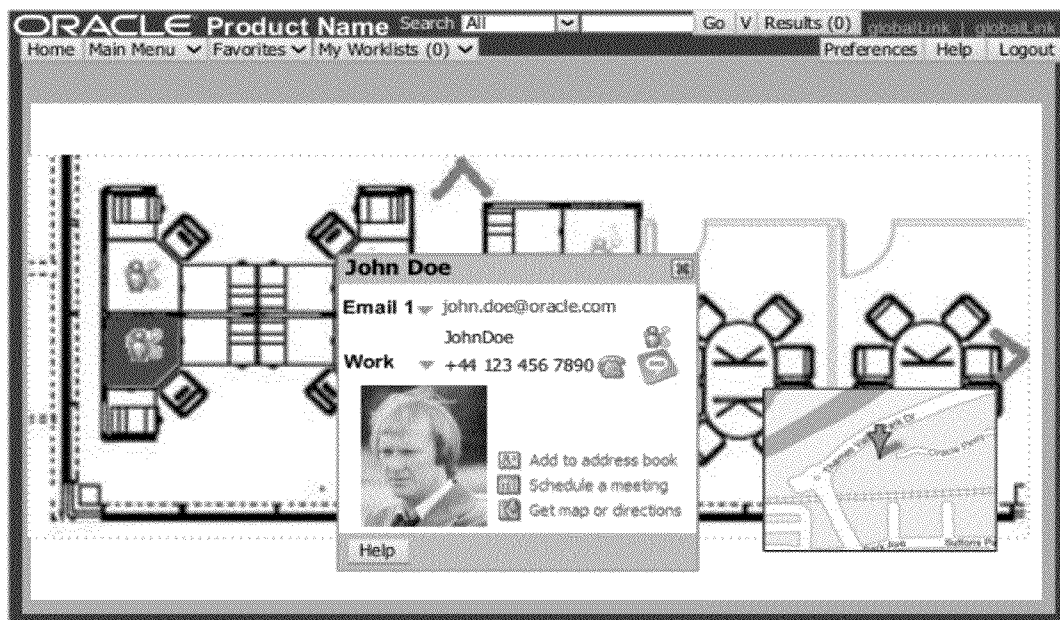 ORACLE Product Name Search All Go V Results (0) globalLink | globalLink
Home Main Menu Favorites My Worklists (0) Preferences Help Logout
John Doe
Email 1 john.doe@oracle.com
JohnDoe
Work +44 123 456 7890
Add to address book
Schedule a meeting
Get map or directions
Help